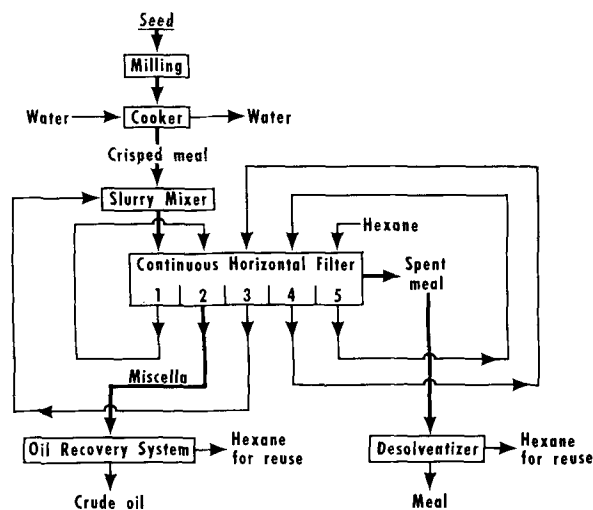 Seed
Milling
Water
Cooker
Water
Crisped meal
Slurry Mixer
Hexane
Continuous Horizontal Filter
Spent
meal
1 2 3 4 5
Miscella
Oil Recovery System
Hexane
for reuse
Desolventizer
Hexane
for reuse
Crude oil
Meal